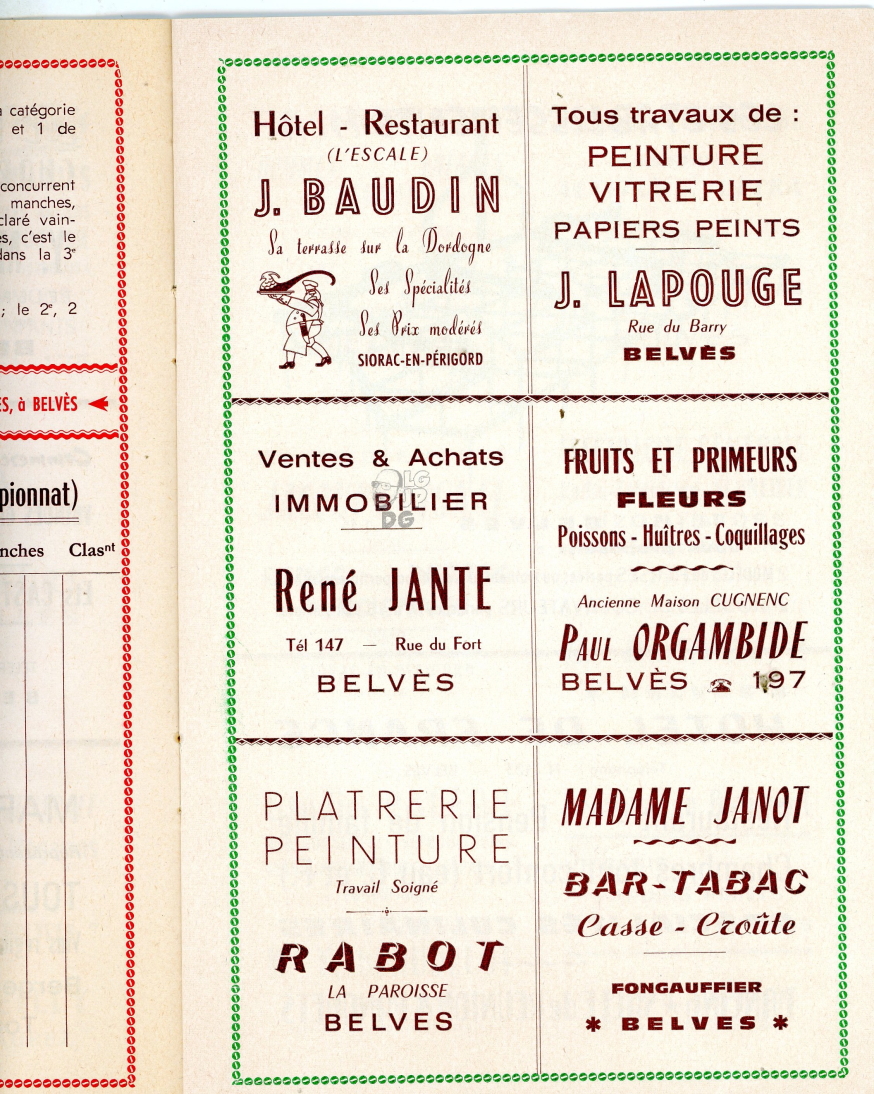 catégorie
et 1 de
concurrent
manches,
claré vain-
es, c'est le
dans la 3e
; le 2e, 2
ES, à BELVÈS
pionnat)
nches Clasnt
Hôtel - Restaurant
(L'ESCALE)
J. BAUDIN
Sa terrasse sur la Dordogne
Ses Spécialités
Ses Prix modérés
SIORAC-EN-PÉRIGORD
Tous travaux de :
PEINTURE
VITRERIE
PAPIERS PEINTS
J. LAPOUGE
Rue du Barry
BELVÈS
Ventes & Achats
IMMOBILIER
René JANTE
Tél 147 — Rue du Fort
BELVÈS
FRUITS ET PRIMEURS
FLEURS
Poissons - Huîtres - Coquillages
Ancienne Maison CUGNENC
PAUL ORGAMBIDE
BELVÈS ☎ 197
PLATRERIE
PEINTURE
Travail Soigné
RABOT
LA PAROISSE
BELVES
MADAME JANOT
BAR-TABAC
Casse - Croûte
FONGAUFFIER
* BELVES *